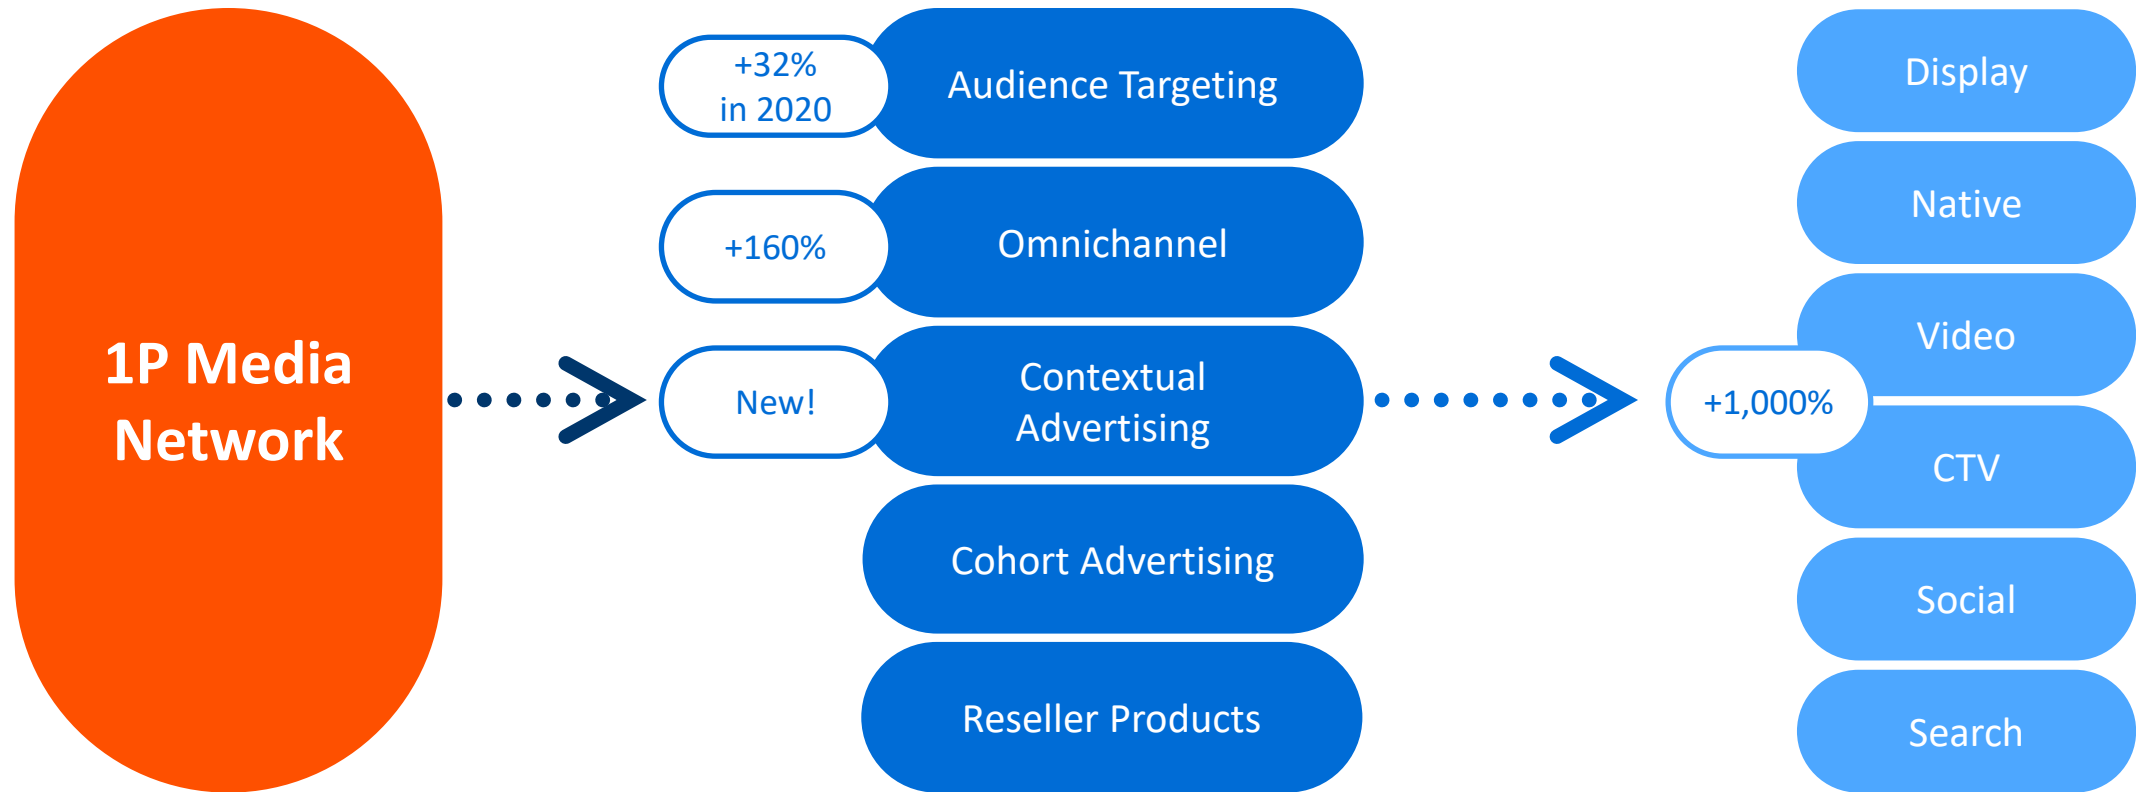 1P Media
Network
+32%
in 2020
Audience Targeting
+160%
Omnichannel
New!
Contextual
Advertising
Cohort Advertising
Reseller Products
Display
Native
Video
+1,000%
CTV
Social
Search